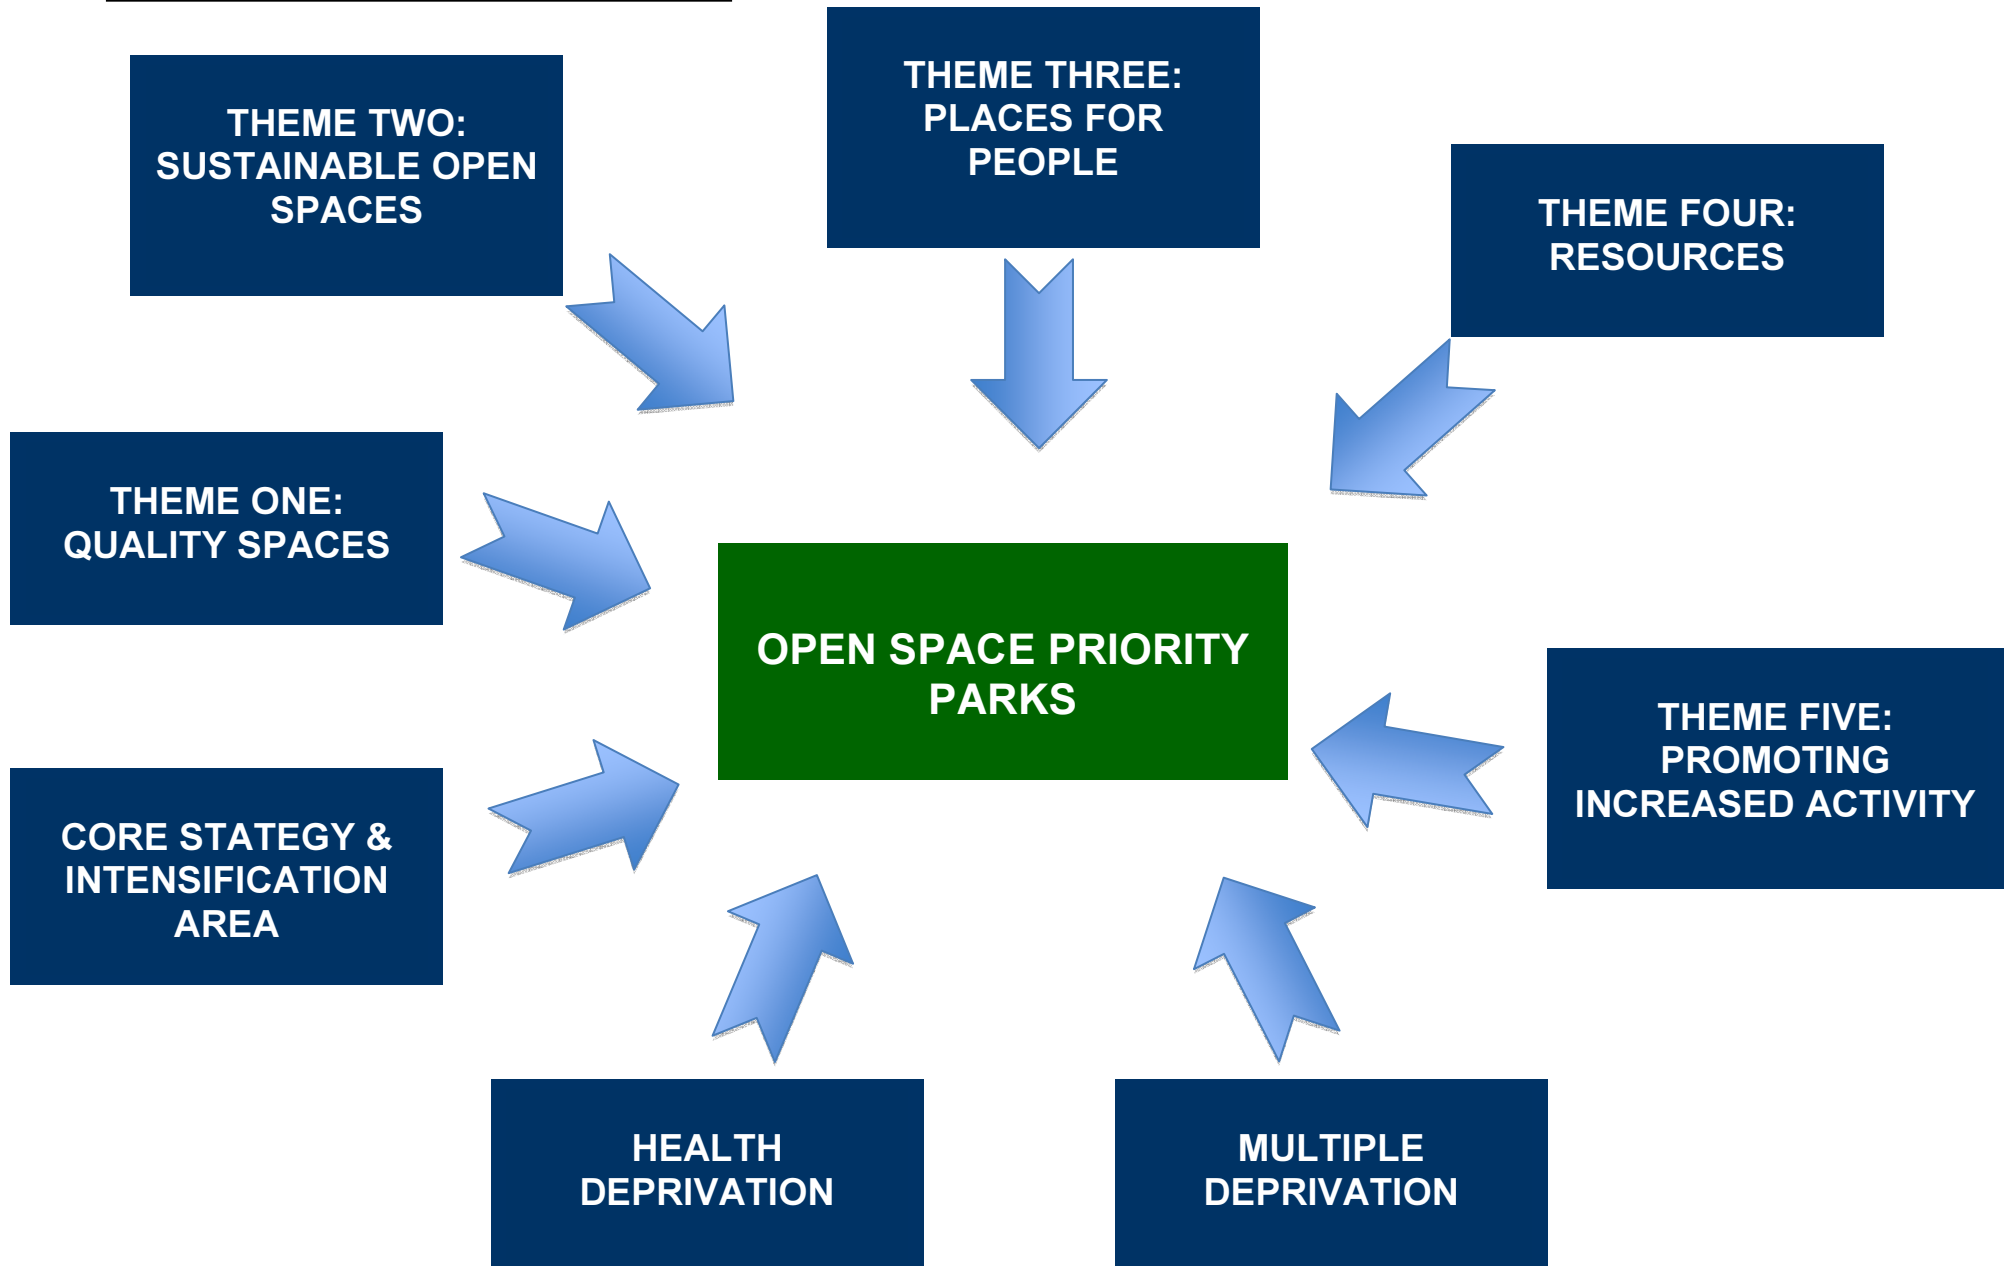 THEME THREE:
PLACES FOR
PEOPLE
THEME TWO:
SUSTAINABLE OPEN
SPACES
THEME FOUR:
RESOURCES
THEME ONE:
QUALITY SPACES
OPEN SPACE PRIORITY
PARKS
THEME FIVE:
PROMOTING
INCREASED ACTIVITY
CORE STATEGY &
INTENSIFICATION
AREA
HEALTH
DEPRIVATION
MULTIPLE
DEPRIVATION